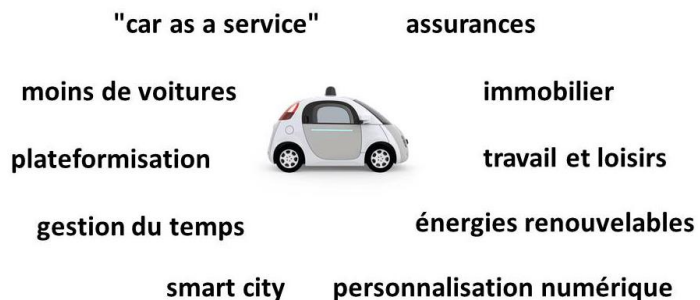 "car as a service" assurances
moins de voitures immobilier
plateformisation travail et loisirs
gestion du temps énergies renouvelables
smart city personnalisation numérique